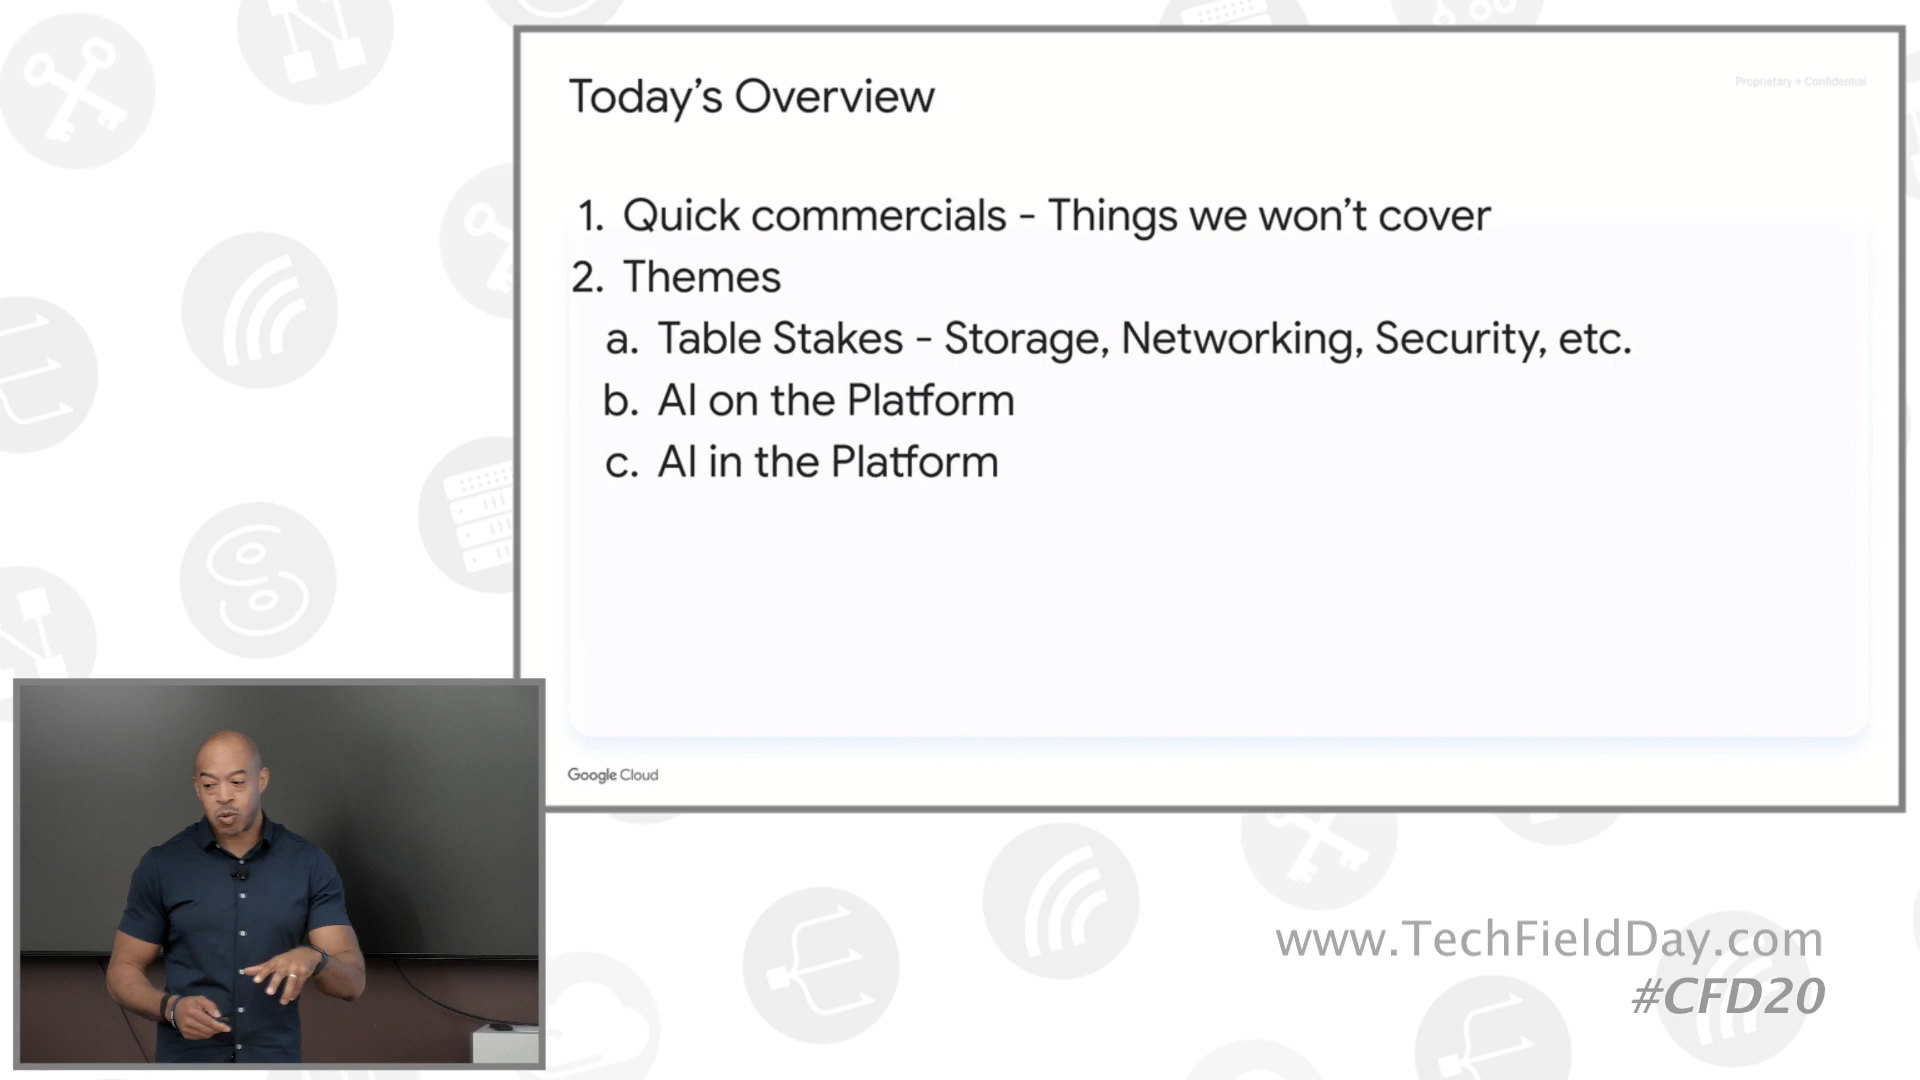 Today's Overview
Proprietary + Confidential
1. Quick commercials - Things we won't cover
2. Themes
a. Table Stakes - Storage, Networking, Security, etc.
b. AI on the Platform
c. AI in the Platform
Google Cloud
www.TechFieldDay.com
#CFD20